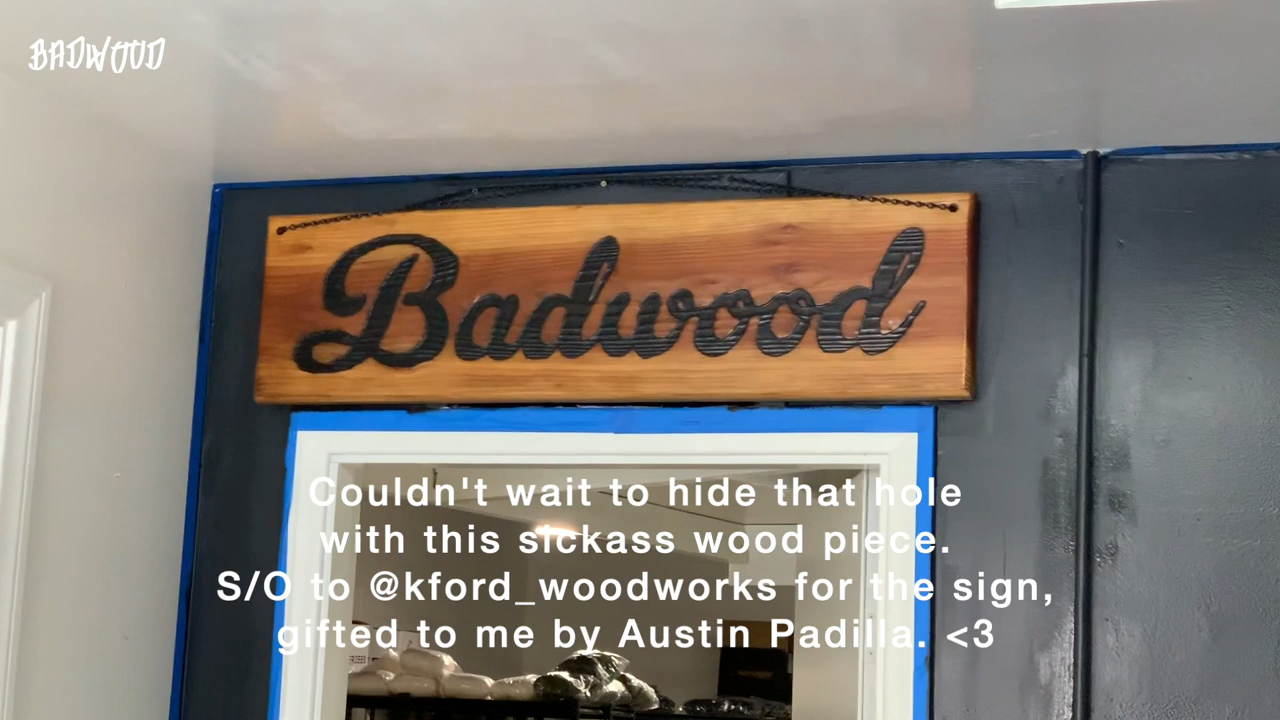 BADWOOD
Badwood
Couldn't wait to hide that hole
with this sickass wood piece.
S/O to @kford_woodworks for the sign,
gifted to me by Austin Padilla. <3